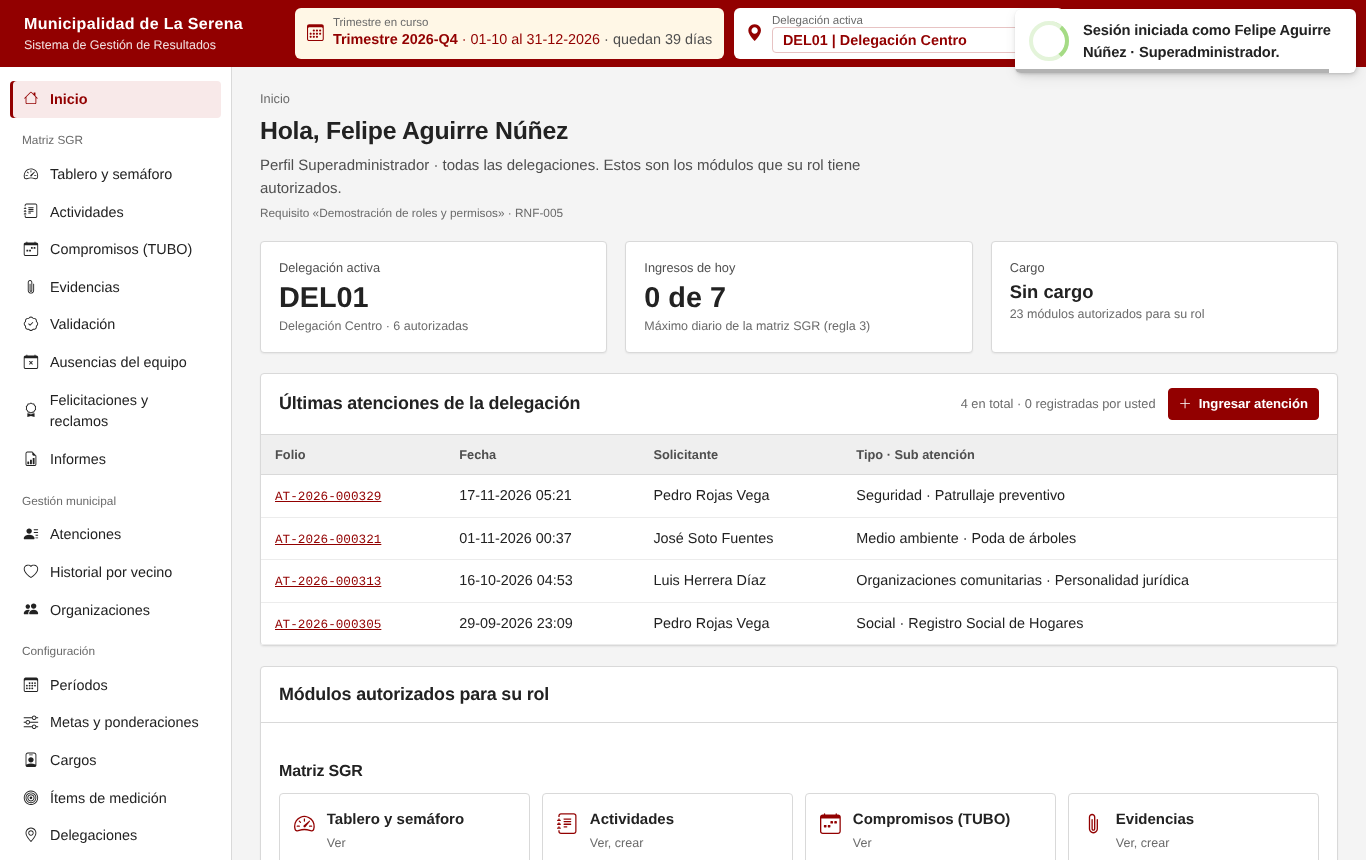 Municipalidad de La Serena
Sistema de Gestión de Resultados
Trimestre en curso
Trimestre 2026-Q4 · 01-10 al 31-12-2026 · quedan 39 días
Delegación activa
DEL01 | Delegación Centro
Sesión iniciada como Felipe Aguirre
Núñez · Superadministrador.
Inicio
Matriz SGR
Tablero y semáforo
Actividades
Compromisos (TUBO)
Evidencias
Validación
Ausencias del equipo
Felicitaciones y
reclamos
Informes
Gestión municipal
Atenciones
Historial por vecino
Organizaciones
Configuración
Períodos
Metas y ponderaciones
Cargos
Ítems de medición
Delegaciones
Inicio
Hola, Felipe Aguirre Núñez
Perfil Superadministrador · todas las delegaciones. Estos son los módulos que su rol tiene
autorizados.
Requisito «Demostración de roles y permisos» · RNF-005
Delegación activa
DEL01
Delegación Centro · 6 autorizadas
Ingresos de hoy
0 de 7
Máximo diario de la matriz SGR (regla 3)
Cargo
Sin cargo
23 módulos autorizados para su rol
Últimas atenciones de la delegación
4 en total · 0 registradas por usted
Ingresar atención
Folio Fecha Solicitante Tipo · Sub atención
AT-2026-000329 17-11-2026 05:21 Pedro Rojas Vega Seguridad · Patrullaje preventivo
AT-2026-000321 01-11-2026 00:37 José Soto Fuentes Medio ambiente · Poda de árboles
AT-2026-000313 16-10-2026 04:53 Luis Herrera Díaz Organizaciones comunitarias · Personalidad jurídica
AT-2026-000305 29-09-2026 23:09 Pedro Rojas Vega Social · Registro Social de Hogares
Módulos autorizados para su rol
Matriz SGR
Tablero y semáforo
Ver
Actividades
Ver, crear
Compromisos (TUBO)
Ver
Evidencias
Ver, crear